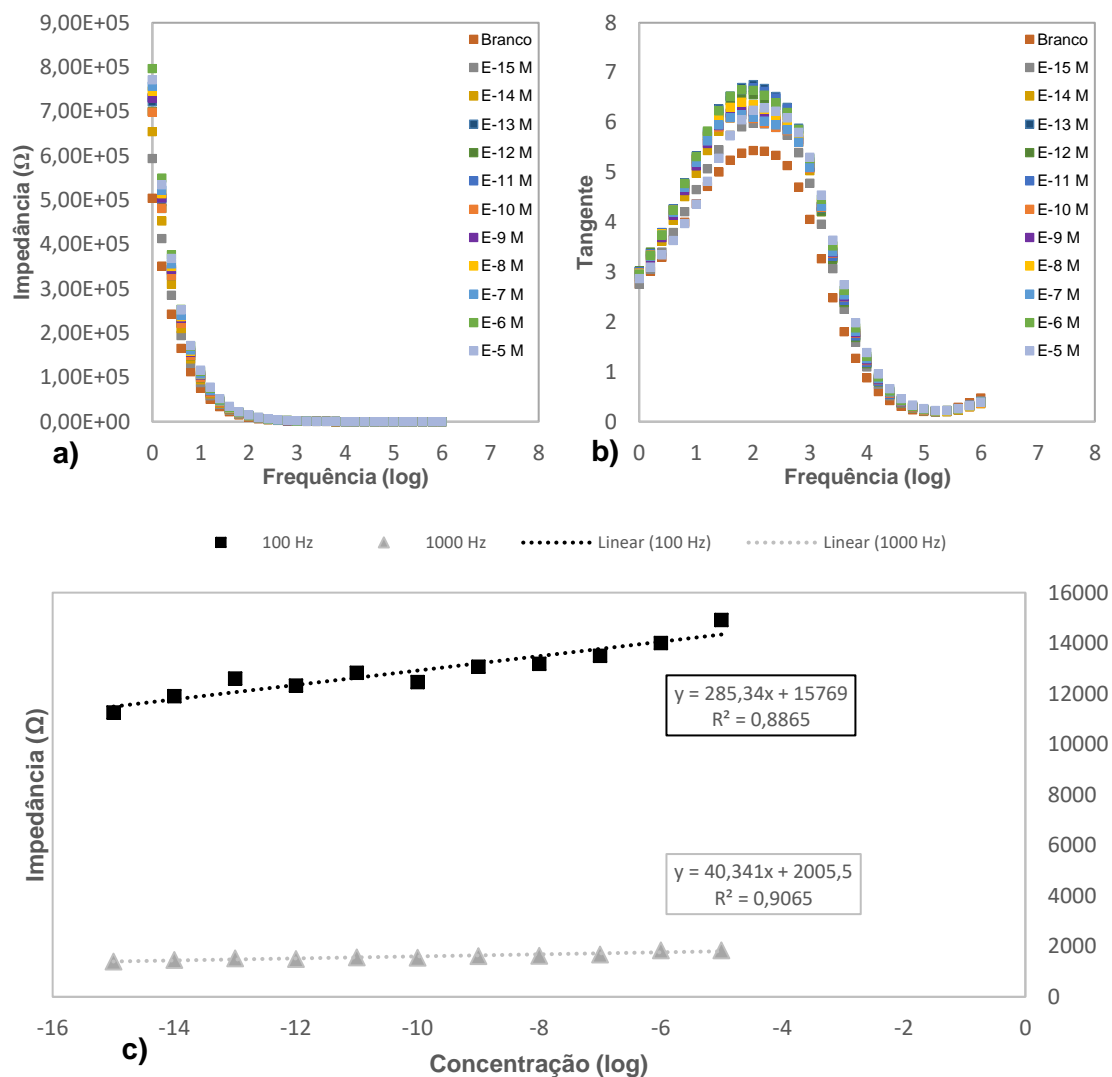 9,00E+05
8,00E+05
7,00E+05
6,00E+05
5,00E+05
4,00E+05
3,00E+05
2,00E+05
1,00E+05
0,00E+00
Impedância (Ω)
0 1 2 3 4 5 6 7 8
Frequência (log)
a)
Branco
E-15 M
E-14 M
E-13 M
E-12 M
E-11 M
E-10 M
E-9 M
E-8 M
E-7 M
E-6 M
E-5 M
8
7
6
5
4
3
2
1
0
Tangente
0 1 2 3 4 5 6 7 8
Frequência (log)
b)
Branco
E-15 M
E-14 M
E-13 M
E-12 M
E-11 M
E-10 M
E-9 M
E-8 M
E-7 M
E-6 M
E-5 M
100 Hz 1000 Hz Linear (100 Hz) Linear (1000 Hz)
Impedância (Ω)
y = 285,34x + 15769
R² = 0,8865
y = 40,341x + 2005,5
R² = 0,9065
16000
14000
12000
10000
8000
6000
4000
2000
0
-16 -14 -12 -10 -8 -6 -4 -2 0
c)
Concentração (log)